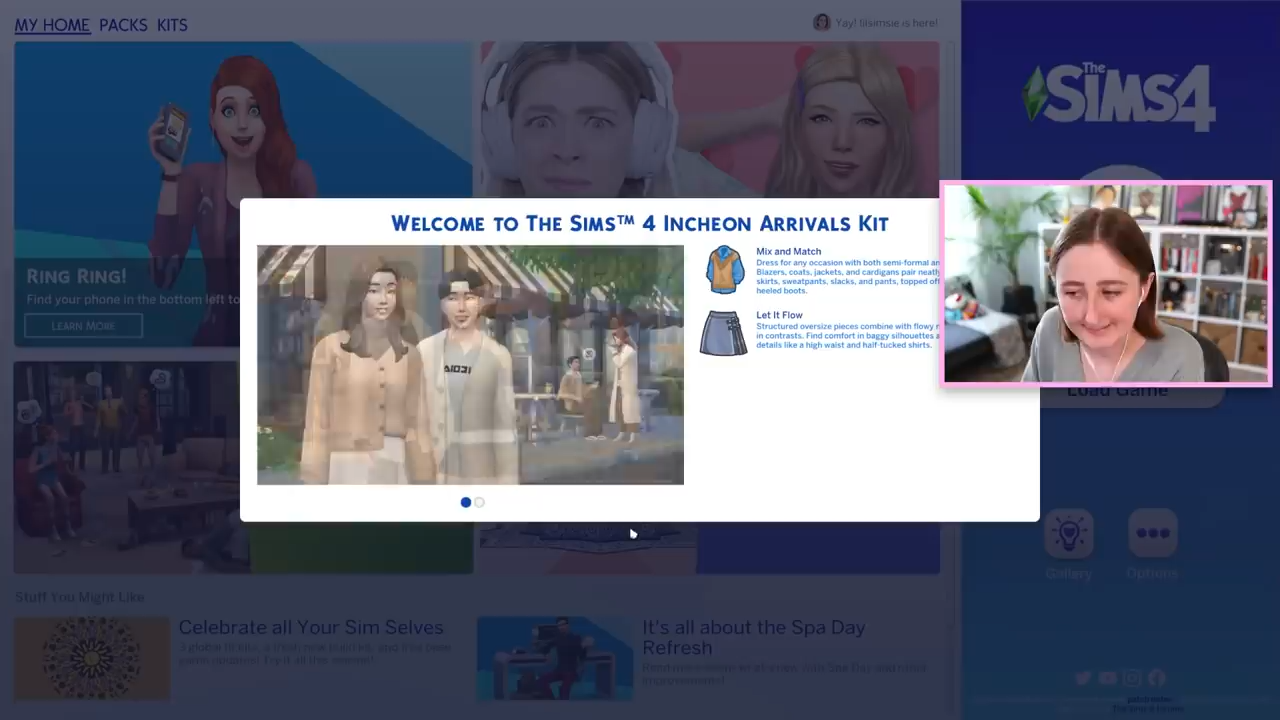 MY HOME PACKS KITS
Yay! lilsimsie is here!
The SiMS 4
Ring Ring!
Find your phone in the bottom left to
LEARN MORE
Welcome to The Sims™ 4 Incheon Arrivals Kit
Mix and Match
Dress for any occasion with both semi-formal an
Blazers, coats, jackets, and cardigans pair neatly
skirts, sweatpants, slacks, and pants, topped off
heeled boots.
Let It Flow
Structured oversize pieces combine with flowy
in contrasts. Find comfort in baggy silhouettes a
details like a high waist and half-tucked shirts.
Load Game
Gallery
Options
Stuff You Might Like
Celebrate all Your Sim Selves
It's all about the Spa Day
Refresh